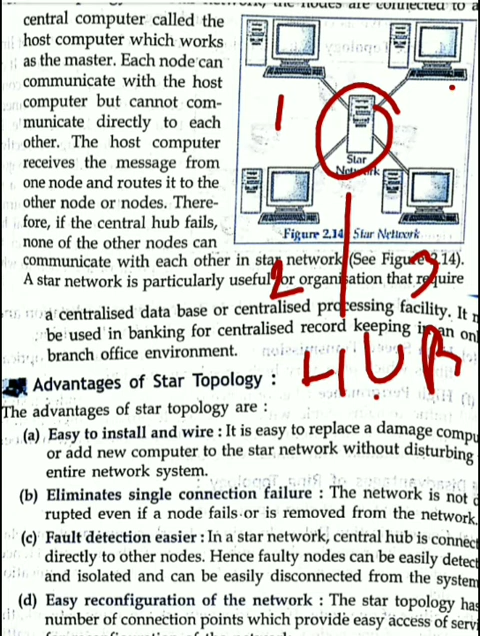 the nodes are connected to a
central computer called the
host computer which works
as the master. Each node can
communicate with the host
computer but cannot com-
municate directly to each
other. The host computer
receives the message from
one node and routes it to the
other node or nodes. There-
fore, if the central hub fails,
none of the other nodes can
1
Star
Network
Figure 2.14 Star Network
communicate with each other in star network (See Figure 2.14).
A star network is particularly useful for organisation that require
2 3
a centralised data base or centralised processing facility. It
be used in banking for centralised record keeping in an
branch office environment.
HUB
Advantages of Star Topology :
The advantages of star topology are :
(a) Easy to install and wire : It is easy to replace a damage compu
or add new computer to the star network without disturbing
entire network system.
(b) Eliminates single connection failure : The network is not
rupted even if a node fails or is removed from the network.
(c) Fault detection easier : In a star network, central hub is connect
directly to other nodes. Hence faulty nodes can be easily detect
and isolated and can be easily disconnected from the system
(d) Easy reconfiguration of the network : The star topology has
number of connection points which provide easy access of servi